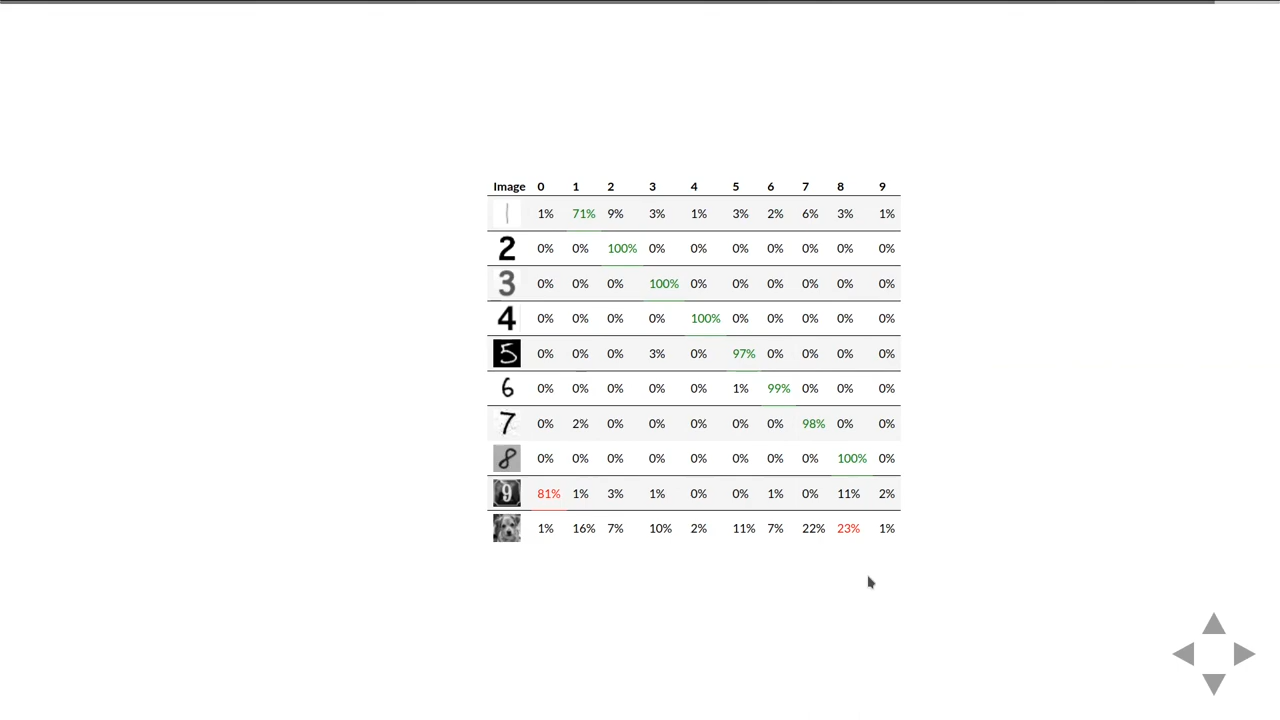 Image 0 1 2 3 4 5 6 7 8 9
1 1% 71% 9% 3% 1% 3% 2% 6% 3% 1%
2 0% 0% 100% 0% 0% 0% 0% 0% 0% 0%
3 0% 0% 0% 100% 0% 0% 0% 0% 0% 0%
4 0% 0% 0% 0% 100% 0% 0% 0% 0% 0%
5 0% 0% 0% 3% 0% 97% 0% 0% 0% 0%
6 0% 0% 0% 0% 0% 1% 99% 0% 0% 0%
7 0% 2% 0% 0% 0% 0% 0% 98% 0% 0%
8 0% 0% 0% 0% 0% 0% 0% 0% 100% 0%
9 81% 1% 3% 1% 0% 0% 1% 0% 11% 2%
1% 16% 7% 10% 2% 11% 7% 22% 23% 1%